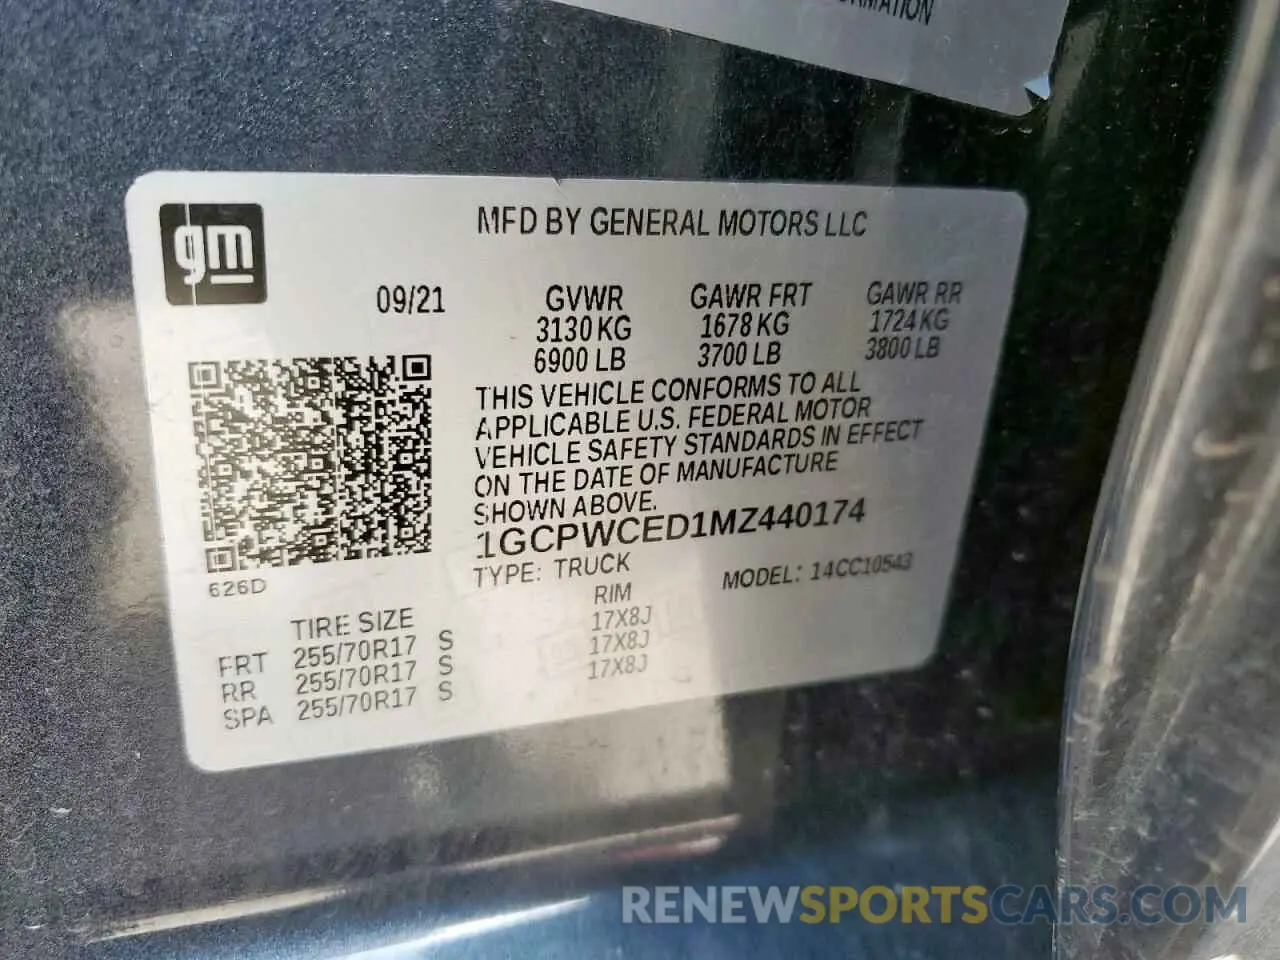 gm
MFD BY GENERAL MOTORS LLC
09/21 GVWR GAWR FRT GAWR RR
3130 KG 1678 KG 1724 KG
6900 LB 3700 LB 3800 LB
THIS VEHICLE CONFORMS TO ALL
APPLICABLE U.S. FEDERAL MOTOR
VEHICLE SAFETY STANDARDS IN EFFECT
ON THE DATE OF MANUFACTURE
SHOWN ABOVE.
1GCPWCED1MZ440174
626D TYPE: TRUCK MODEL: 14CC10543
TIRE SIZE RIM
FRT 255/70R17 S 17X8J
RR 255/70R17 S 17X8J
SPA 255/70R17 S 17X8J
RENEWSPORTSCARS.COM